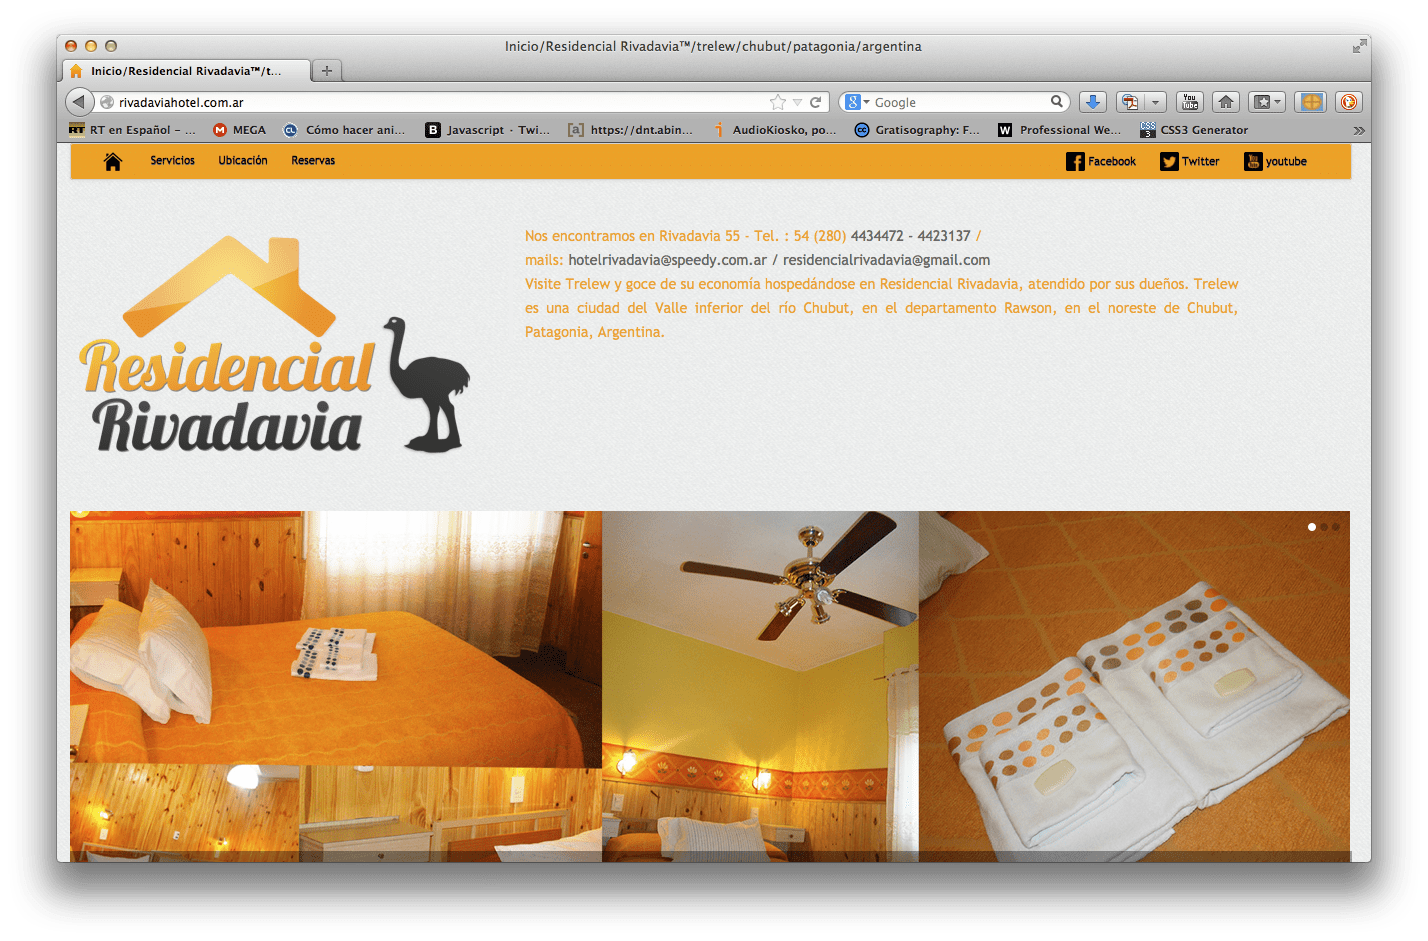 Inicio/Residencial Rivadavia™/trelew/chubut/patagonia/argentina
Inicio/Residencial Rivadavia™/t...
rivadaviahotel.com.ar
Google
You Tube
RT en Español - ...
MEGA
Cómo hacer ani...
Javascript · Twi...
https://dnt.abin...
AudioKiosko, po...
Gratisography: F...
Professional We...
CSS3 Generator
Servicios
Ubicación
Reservas
Facebook
Twitter
youtube
Nos encontramos en Rivadavia 55 - Tel. : 54 (280) 4434472 - 4423137 /
mails: hotelrivadavia@speedy.com.ar / residencialrivadavia@gmail.com
Visite Trelew y goce de su economía hospedándose en Residencial Rivadavia, atendido por sus dueños. Trelew
es una ciudad del Valle inferior del río Chubut, en el departamento Rawson, en el noreste de Chubut,
Patagonia, Argentina.
Residencial
Rivadavia